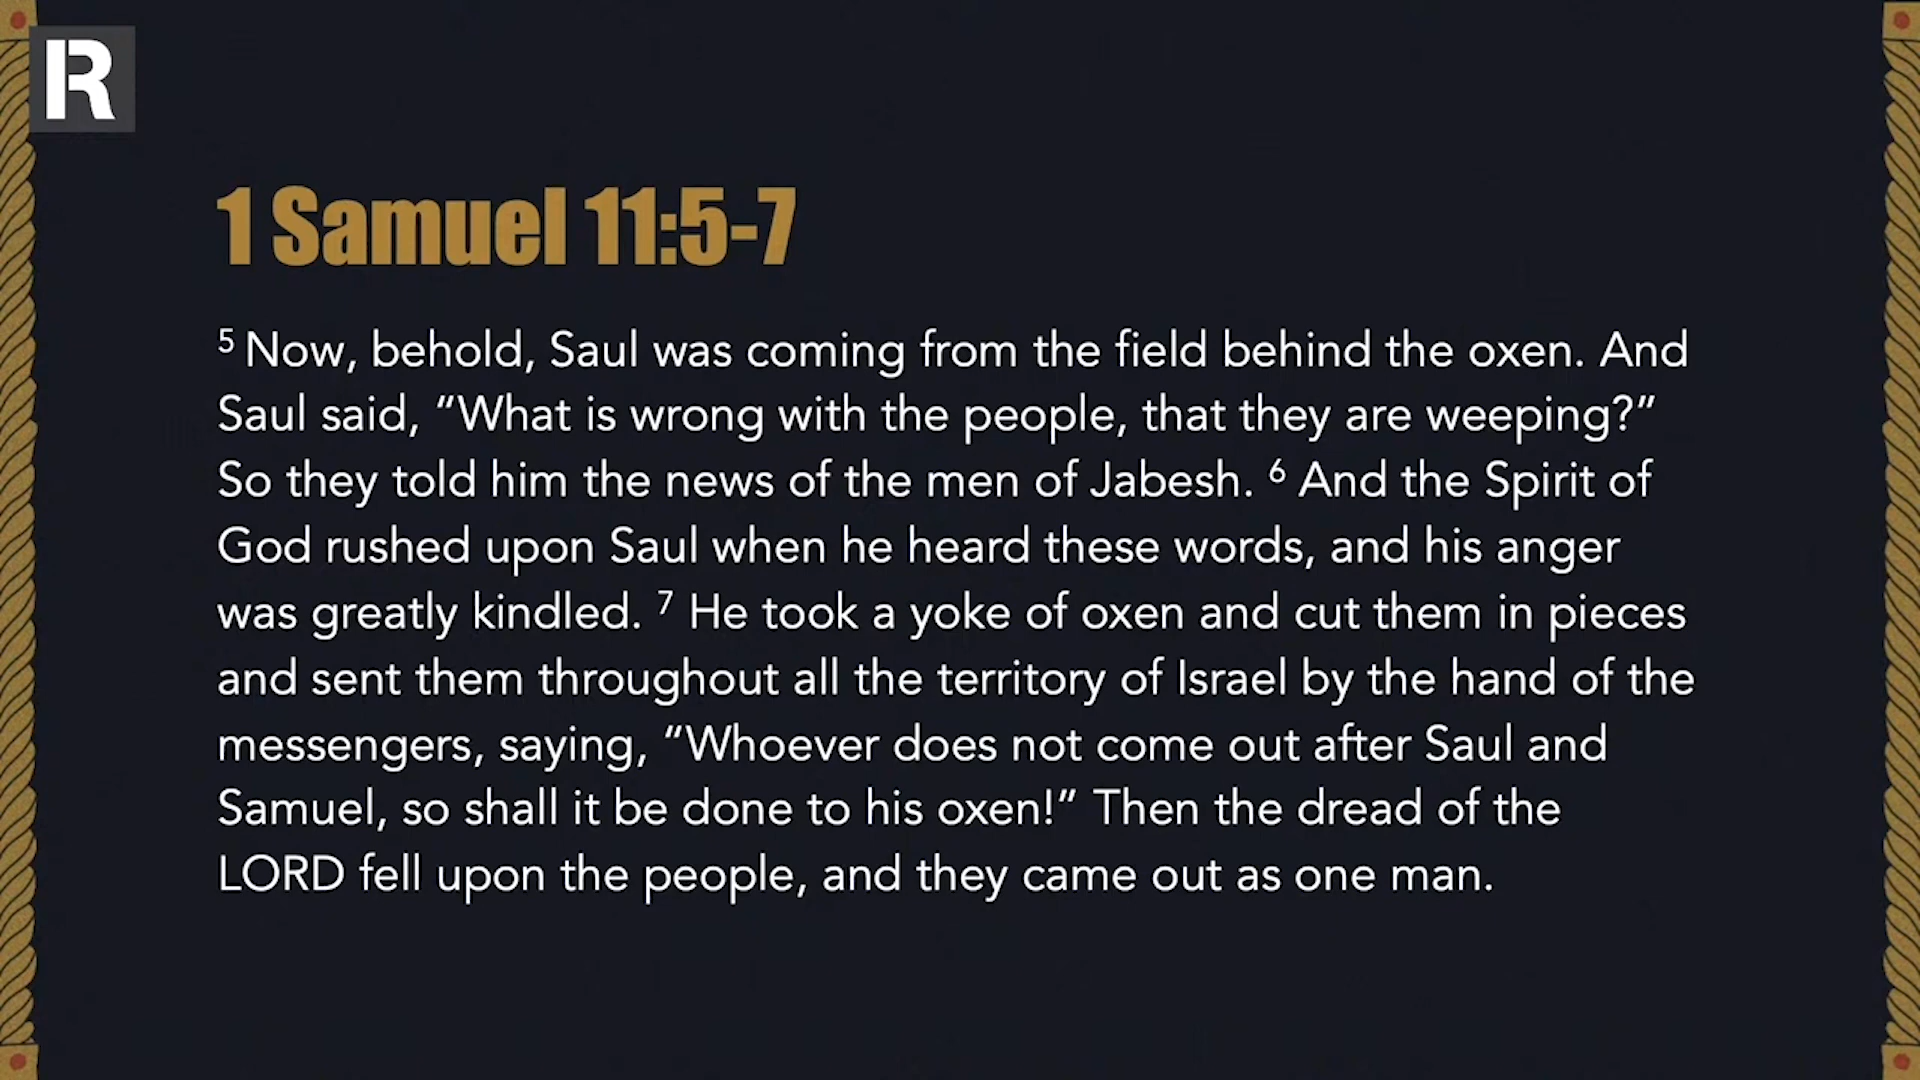 R
1 Samuel 11:5-7
⁵ Now, behold, Saul was coming from the field behind the oxen. And
Saul said, “What is wrong with the people, that they are weeping?”
So they told him the news of the men of Jabesh. ⁶ And the Spirit of
God rushed upon Saul when he heard these words, and his anger
was greatly kindled. ⁷ He took a yoke of oxen and cut them in pieces
and sent them throughout all the territory of Israel by the hand of the
messengers, saying, “Whoever does not come out after Saul and
Samuel, so shall it be done to his oxen!” Then the dread of the
LORD fell upon the people, and they came out as one man.